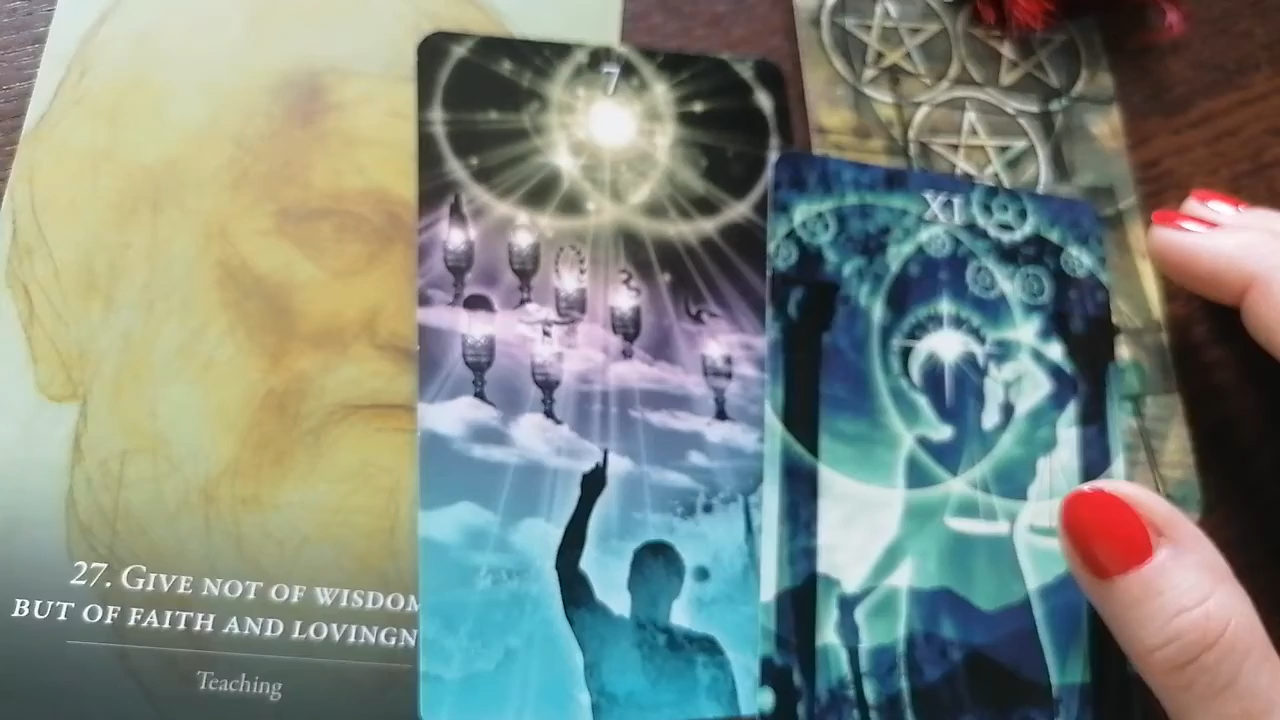 7
XI
27. GIVE NOT OF WISDOM
BUT OF FAITH AND LOVINGN
Teaching